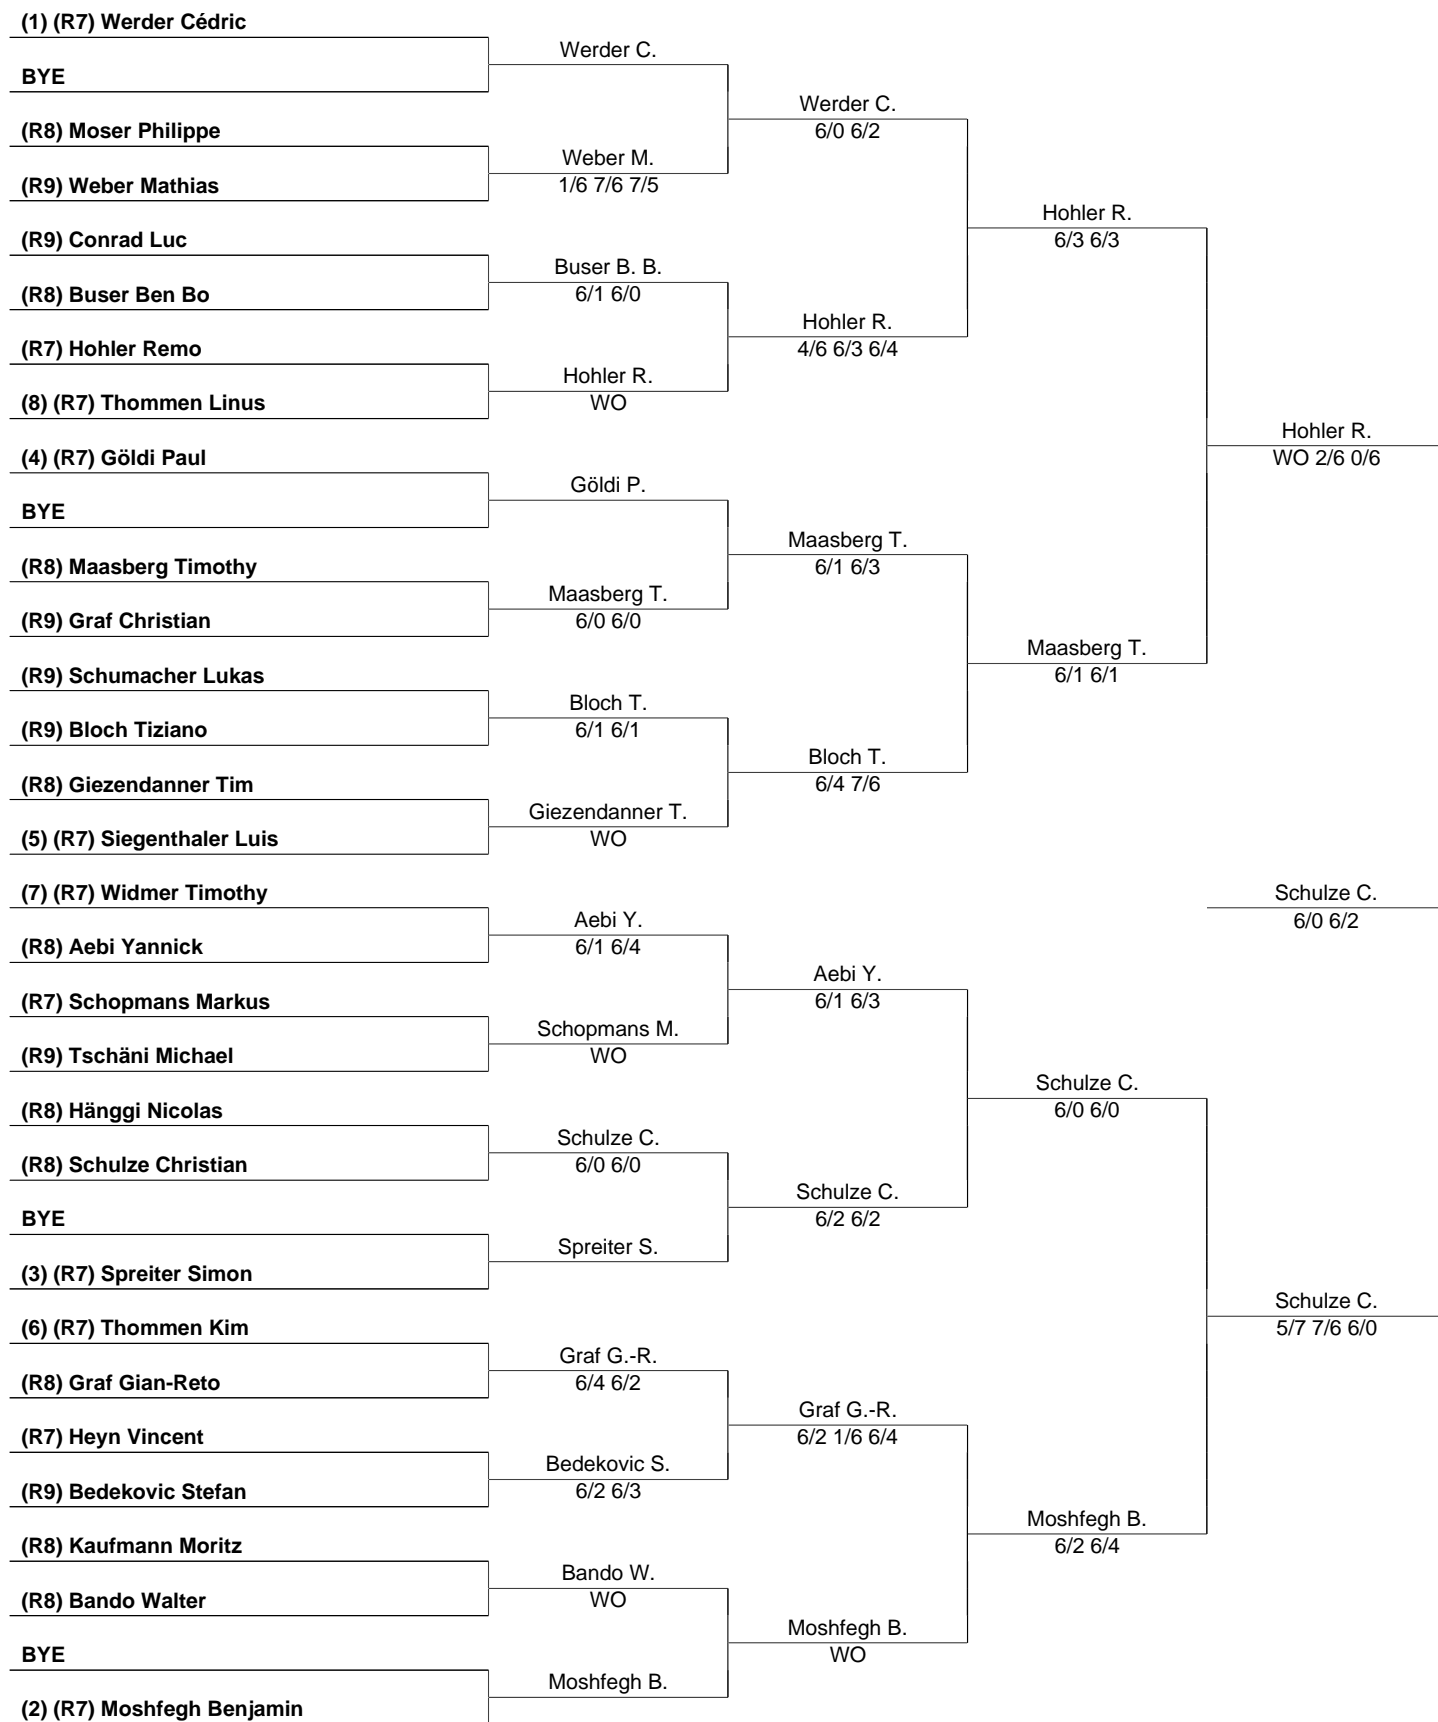 (1) (R7) Werder Cédric
BYE
(R8) Moser Philippe
(R9) Weber Mathias
(R9) Conrad Luc
(R8) Buser Ben Bo
(R7) Hohler Remo
(8) (R7) Thommen Linus
(4) (R7) Göldi Paul
BYE
(R8) Maasberg Timothy
(R9) Graf Christian
(R9) Schumacher Lukas
(R9) Bloch Tiziano
(R8) Giezendanner Tim
(5) (R7) Siegenthaler Luis
(7) (R7) Widmer Timothy
(R8) Aebi Yannick
(R7) Schopmans Markus
(R9) Tschäni Michael
(R8) Hänggi Nicolas
(R8) Schulze Christian
BYE
(3) (R7) Spreiter Simon
(6) (R7) Thommen Kim
(R8) Graf Gian-Reto
(R7) Heyn Vincent
(R9) Bedekovic Stefan
(R8) Kaufmann Moritz
(R8) Bando Walter
BYE
(2) (R7) Moshfegh Benjamin
Werder C.
Weber M.
1/6 7/6 7/5
Buser B. B.
6/1 6/0
Hohler R.
WO
Göldi P.
Maasberg T.
6/0 6/0
Bloch T.
6/1 6/1
Giezendanner T.
WO
Aebi Y.
6/1 6/4
Schopmans M.
WO
Schulze C.
6/0 6/0
Spreiter S.
Graf G.-R.
6/4 6/2
Bedekovic S.
6/2 6/3
Bando W.
WO
Moshfegh B.
Werder C.
6/0 6/2
Hohler R.
4/6 6/3 6/4
Maasberg T.
6/1 6/3
Bloch T.
6/4 7/6
Aebi Y.
6/1 6/3
Schulze C.
6/2 6/2
Graf G.-R.
6/2 1/6 6/4
Moshfegh B.
WO
Hohler R.
6/3 6/3
Maasberg T.
6/1 6/1
Schulze C.
6/0 6/0
Moshfegh B.
6/2 6/4
Hohler R.
WO 2/6 0/6
Schulze C.
6/0 6/2
Schulze C.
5/7 7/6 6/0